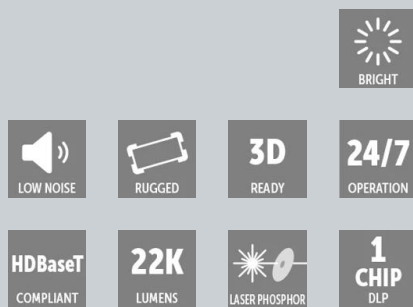 BRIGHT
LOW NOISE
RUGGED
3D
READY
24/7
OPERATION
HDBaseT
COMPLIANT
22K
LUMENS
LASER PHOSPHOR
1
CHIP
DLP